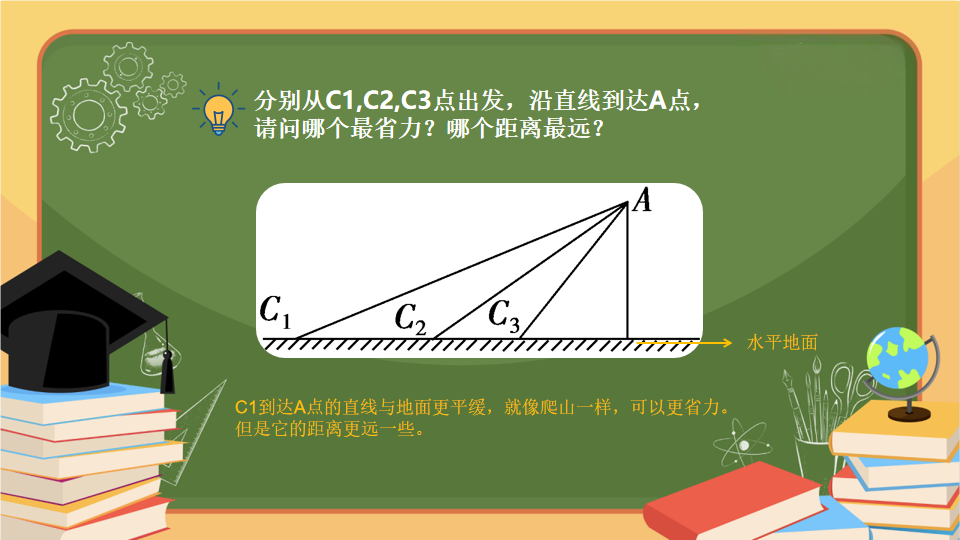 分别从C1,C2,C3点出发，沿直线到达A点，
请问哪个最省力？哪个距离最远？
A
C₁
C₂
C₃
水平地面
C1到达A点的直线与地面更平缓，就像爬山一样，可以更省力。
但是它的距离更远一些。